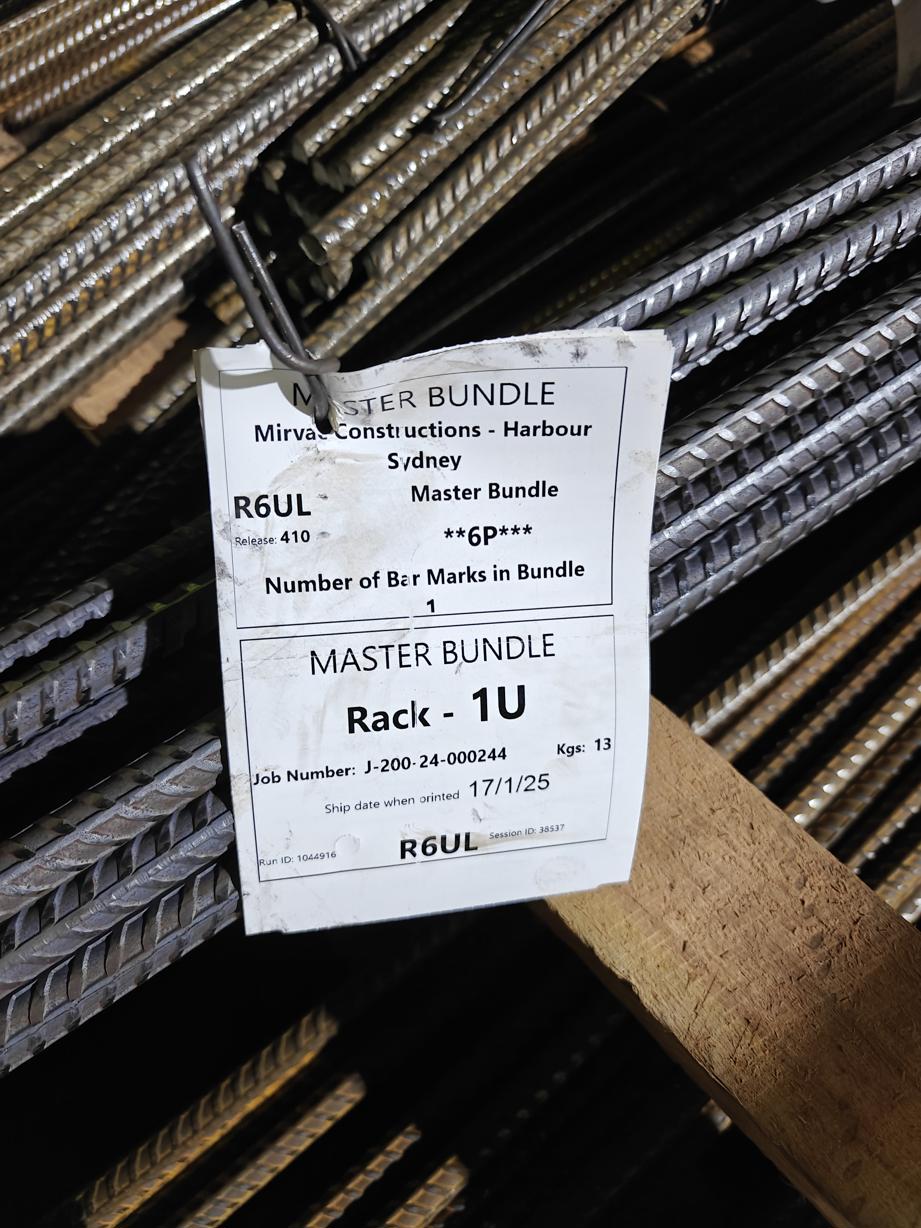 MASTER BUNDLE
Mirvac Constructions - Harbour
Sydney
R6UL Master Bundle
Release: 410 **6P***
Number of Bar Marks in Bundle
1
MASTER BUNDLE
Rack - 1U
Job Number: J-200-24-000244 Kgs: 13
Ship date when printed 17/1/25
Run ID: 1044916 R6UL Session ID: 38537